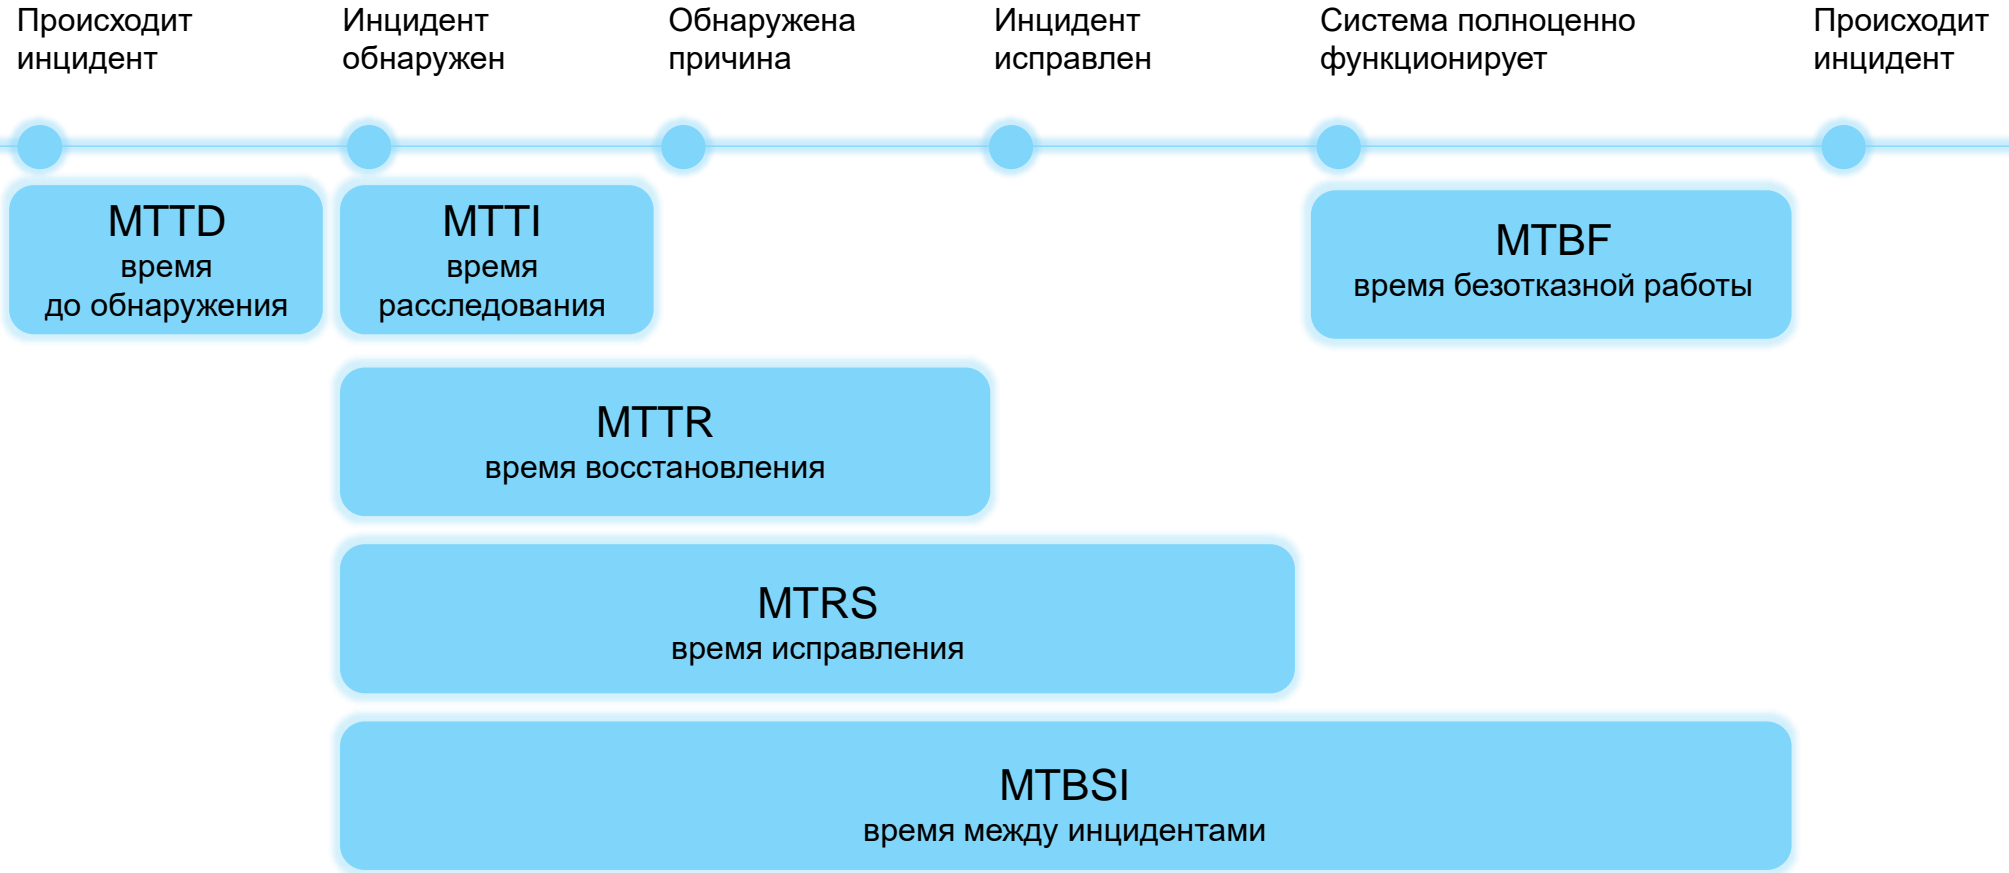 Происходит
инцидент
Инцидент
обнаружен
Обнаружена
причина
Инцидент
исправлен
Система полноценно
функционирует
Происходит
инцидент
MTTD
время
до обнаружения
MTTI
время
расследования
MTBF
время безотказной работы
MTTR
время восстановления
MTRS
время исправления
MTBSI
время между инцидентами